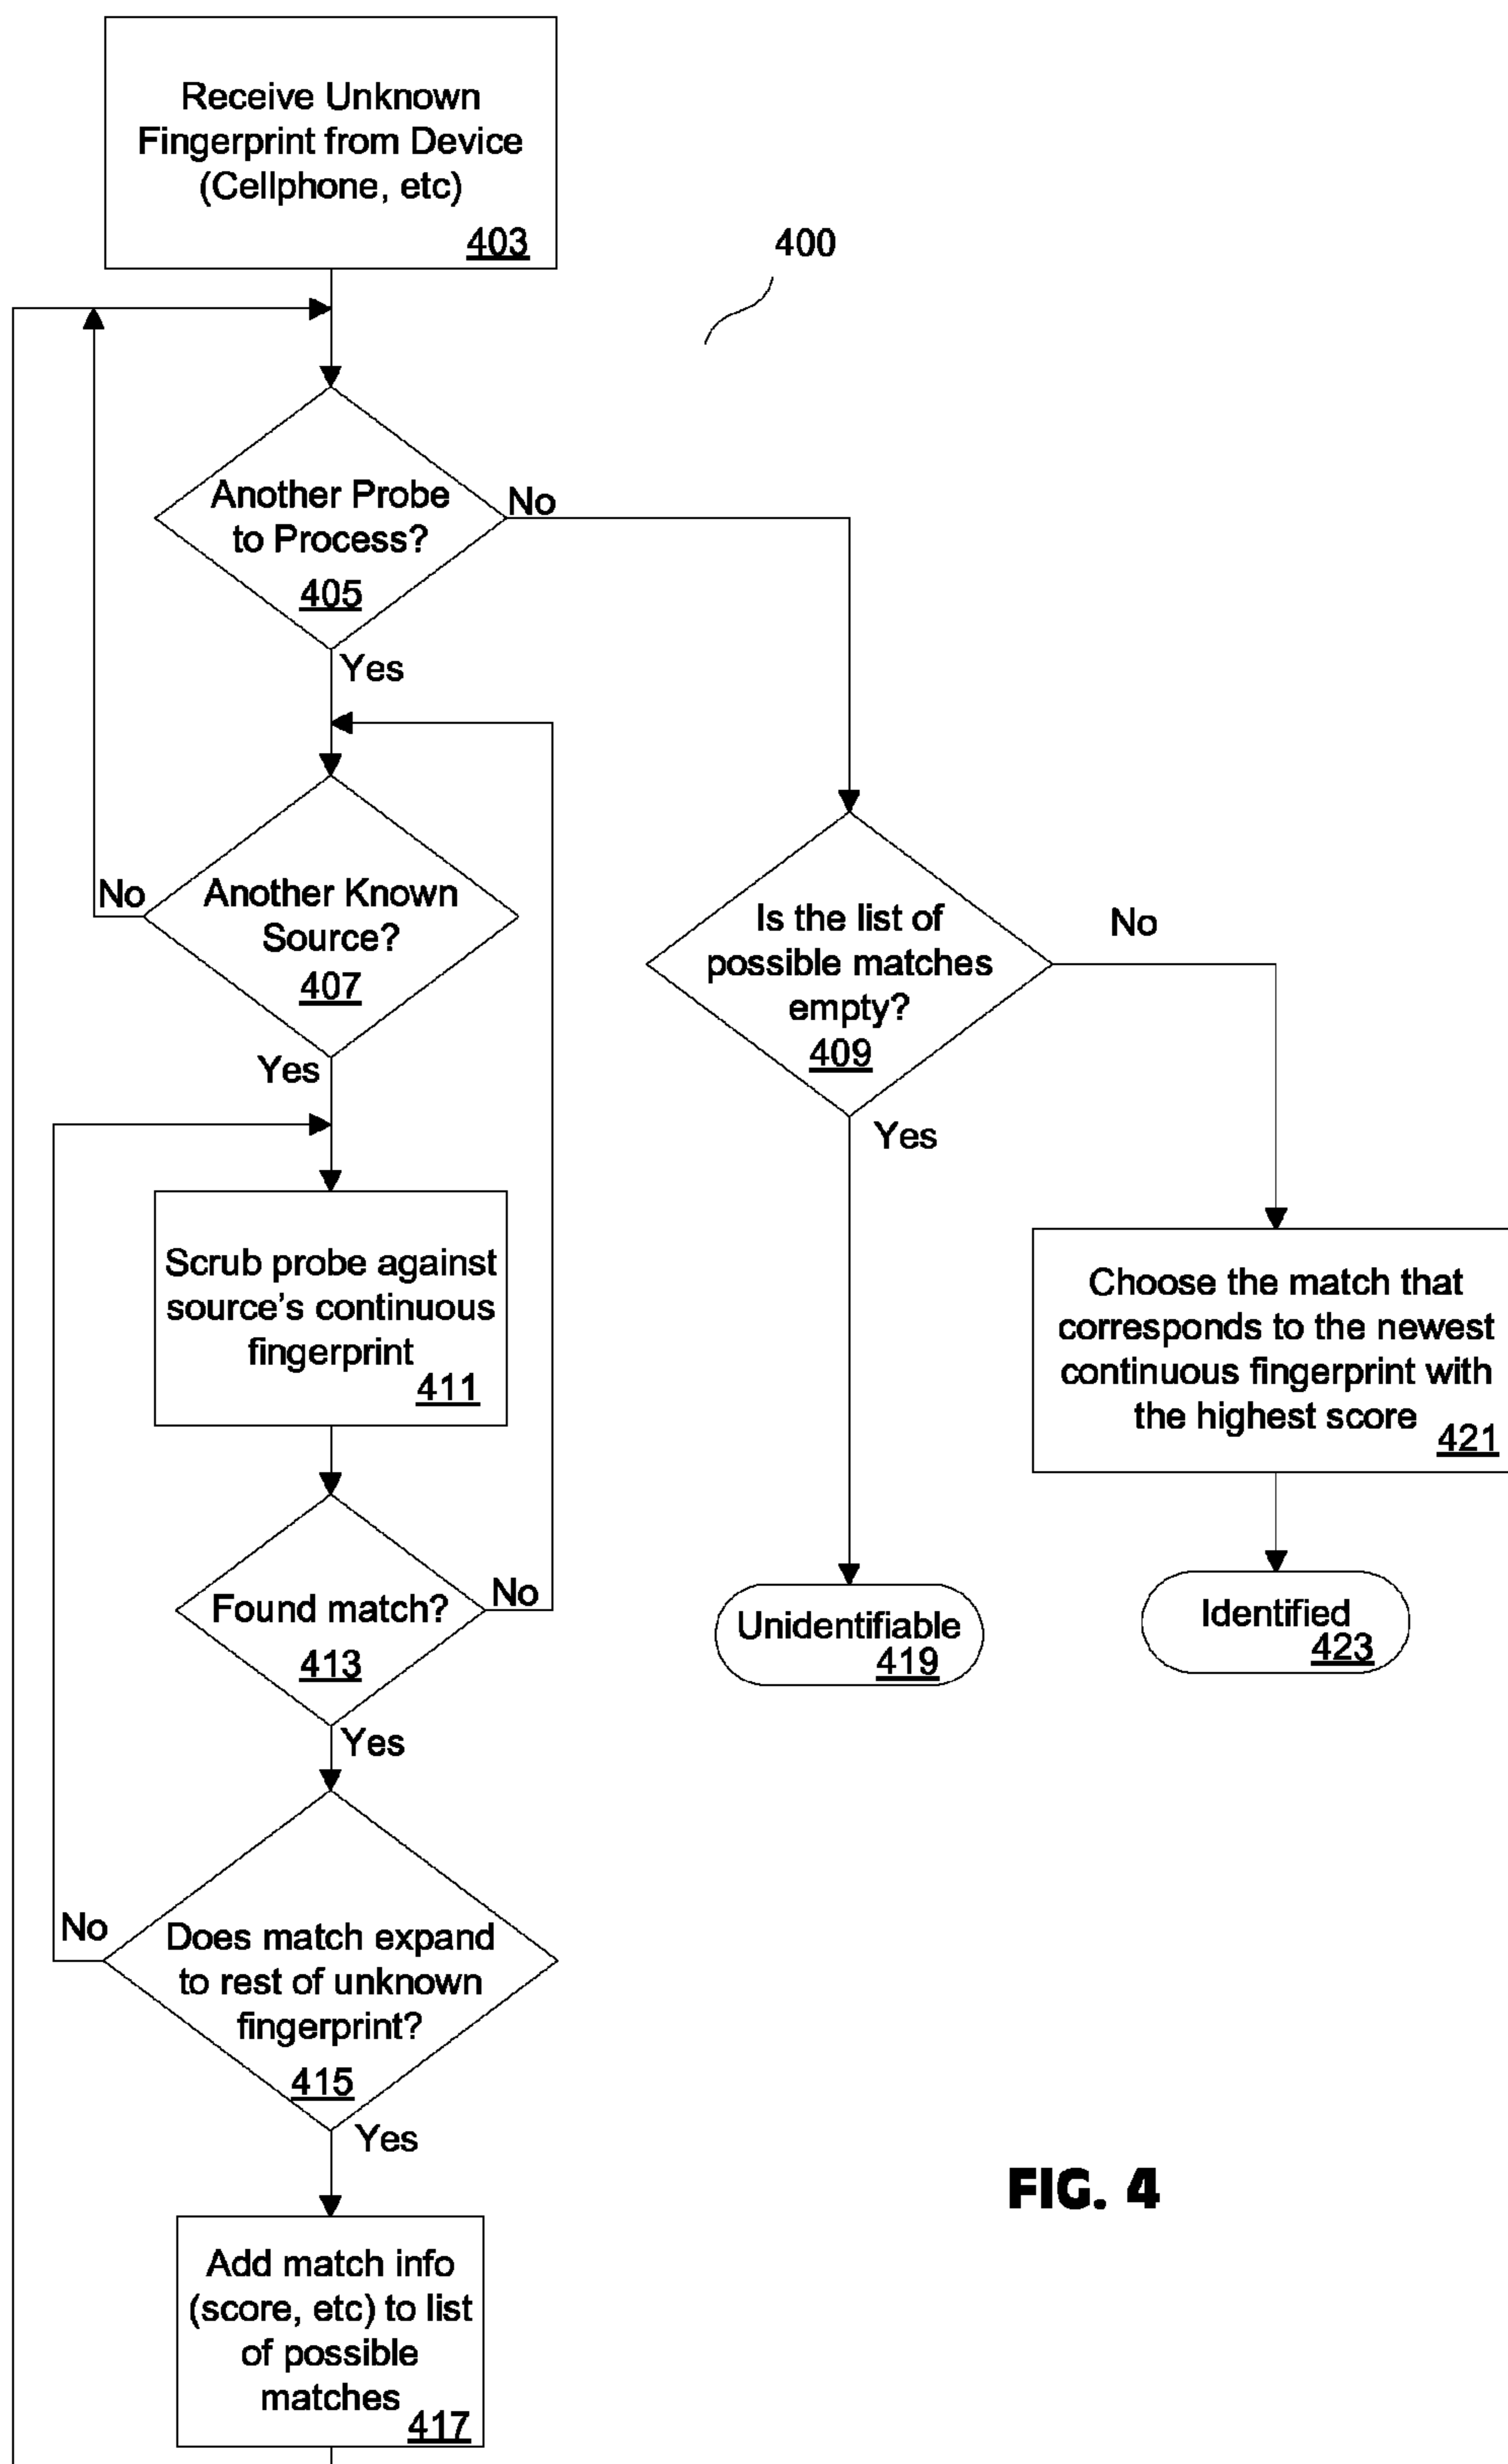 Receive Unknown
Fingerprint from Device
(Cellphone, etc)
403
400
Another Probe
to Process?
405
No
Yes
Another Known
Source?
407
No
Yes
Is the list of
possible matches
empty?
409
No
Yes
Scrub probe against
source's continuous
fingerprint
411
Choose the match that
corresponds to the newest
continuous fingerprint with
the highest score
421
Found match?
413
No
Yes
Unidentifiable
419
Identified
423
Does match expand
to rest of unknown
fingerprint?
415
No
Yes
Add match info
(score, etc) to list
of possible
matches
417
FIG. 4